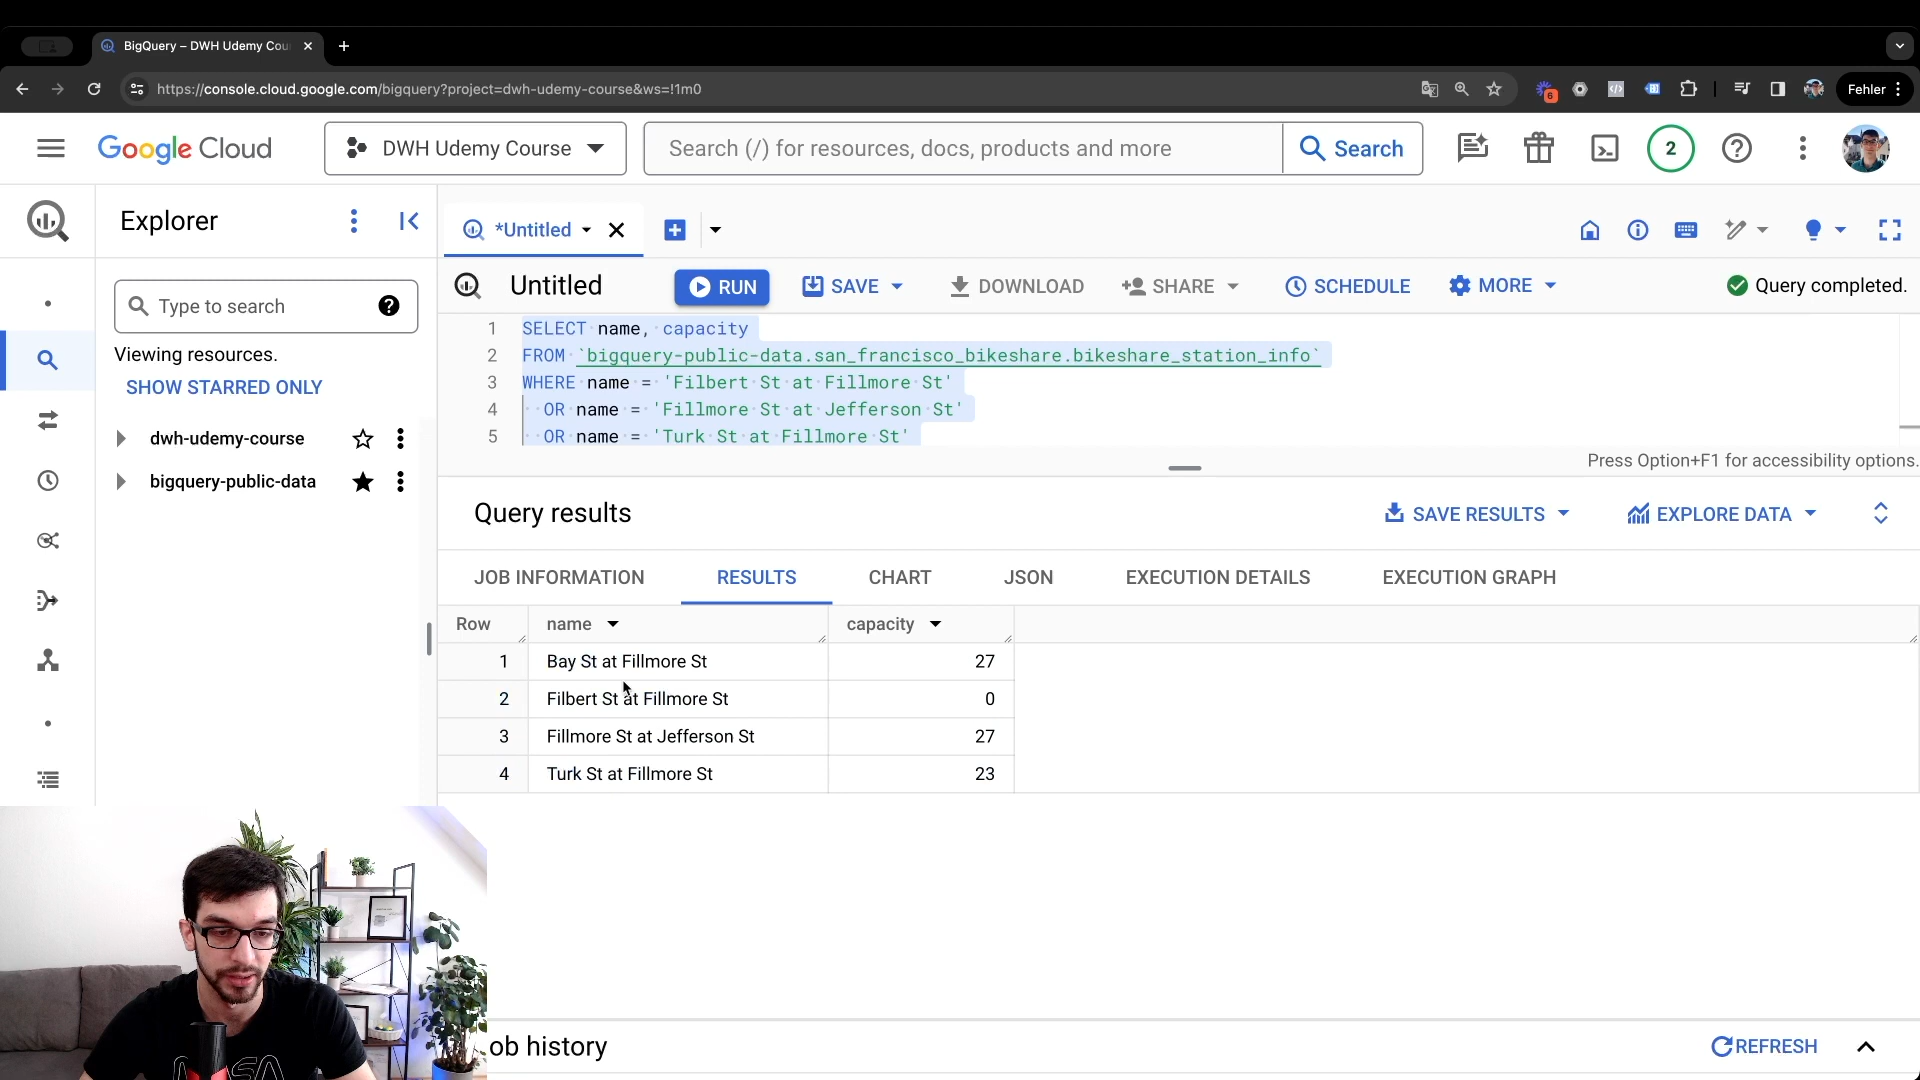 BigQuery – DWH Udemy Cou
https://console.cloud.google.com/bigquery?project=dwh-udemy-course&ws=!1m0
6
Fehler
Google Cloud
DWH Udemy Course
Search (/) for resources, docs, products and more
Search
2
Explorer
*Untitled
Type to search
Viewing resources.
SHOW STARRED ONLY
dwh-udemy-course
bigquery-public-data
Untitled
RUN
SAVE
DOWNLOAD
SHARE
SCHEDULE
MORE
Query completed.
1 SELECT name, capacity
2 FROM `bigquery-public-data.san_francisco_bikeshare.bikeshare_station_info`
3 WHERE name = 'Filbert St at Fillmore St'
4 OR name = 'Fillmore St at Jefferson St'
5 OR name = 'Turk St at Fillmore St'
Press Option+F1 for accessibility options.
Query results
SAVE RESULTS
EXPLORE DATA
JOB INFORMATION RESULTS CHART JSON EXECUTION DETAILS EXECUTION GRAPH
Row name capacity
1 Bay St at Fillmore St 27
2 Filbert St at Fillmore St 0
3 Fillmore St at Jefferson St 27
4 Turk St at Fillmore St 23
ob history
REFRESH